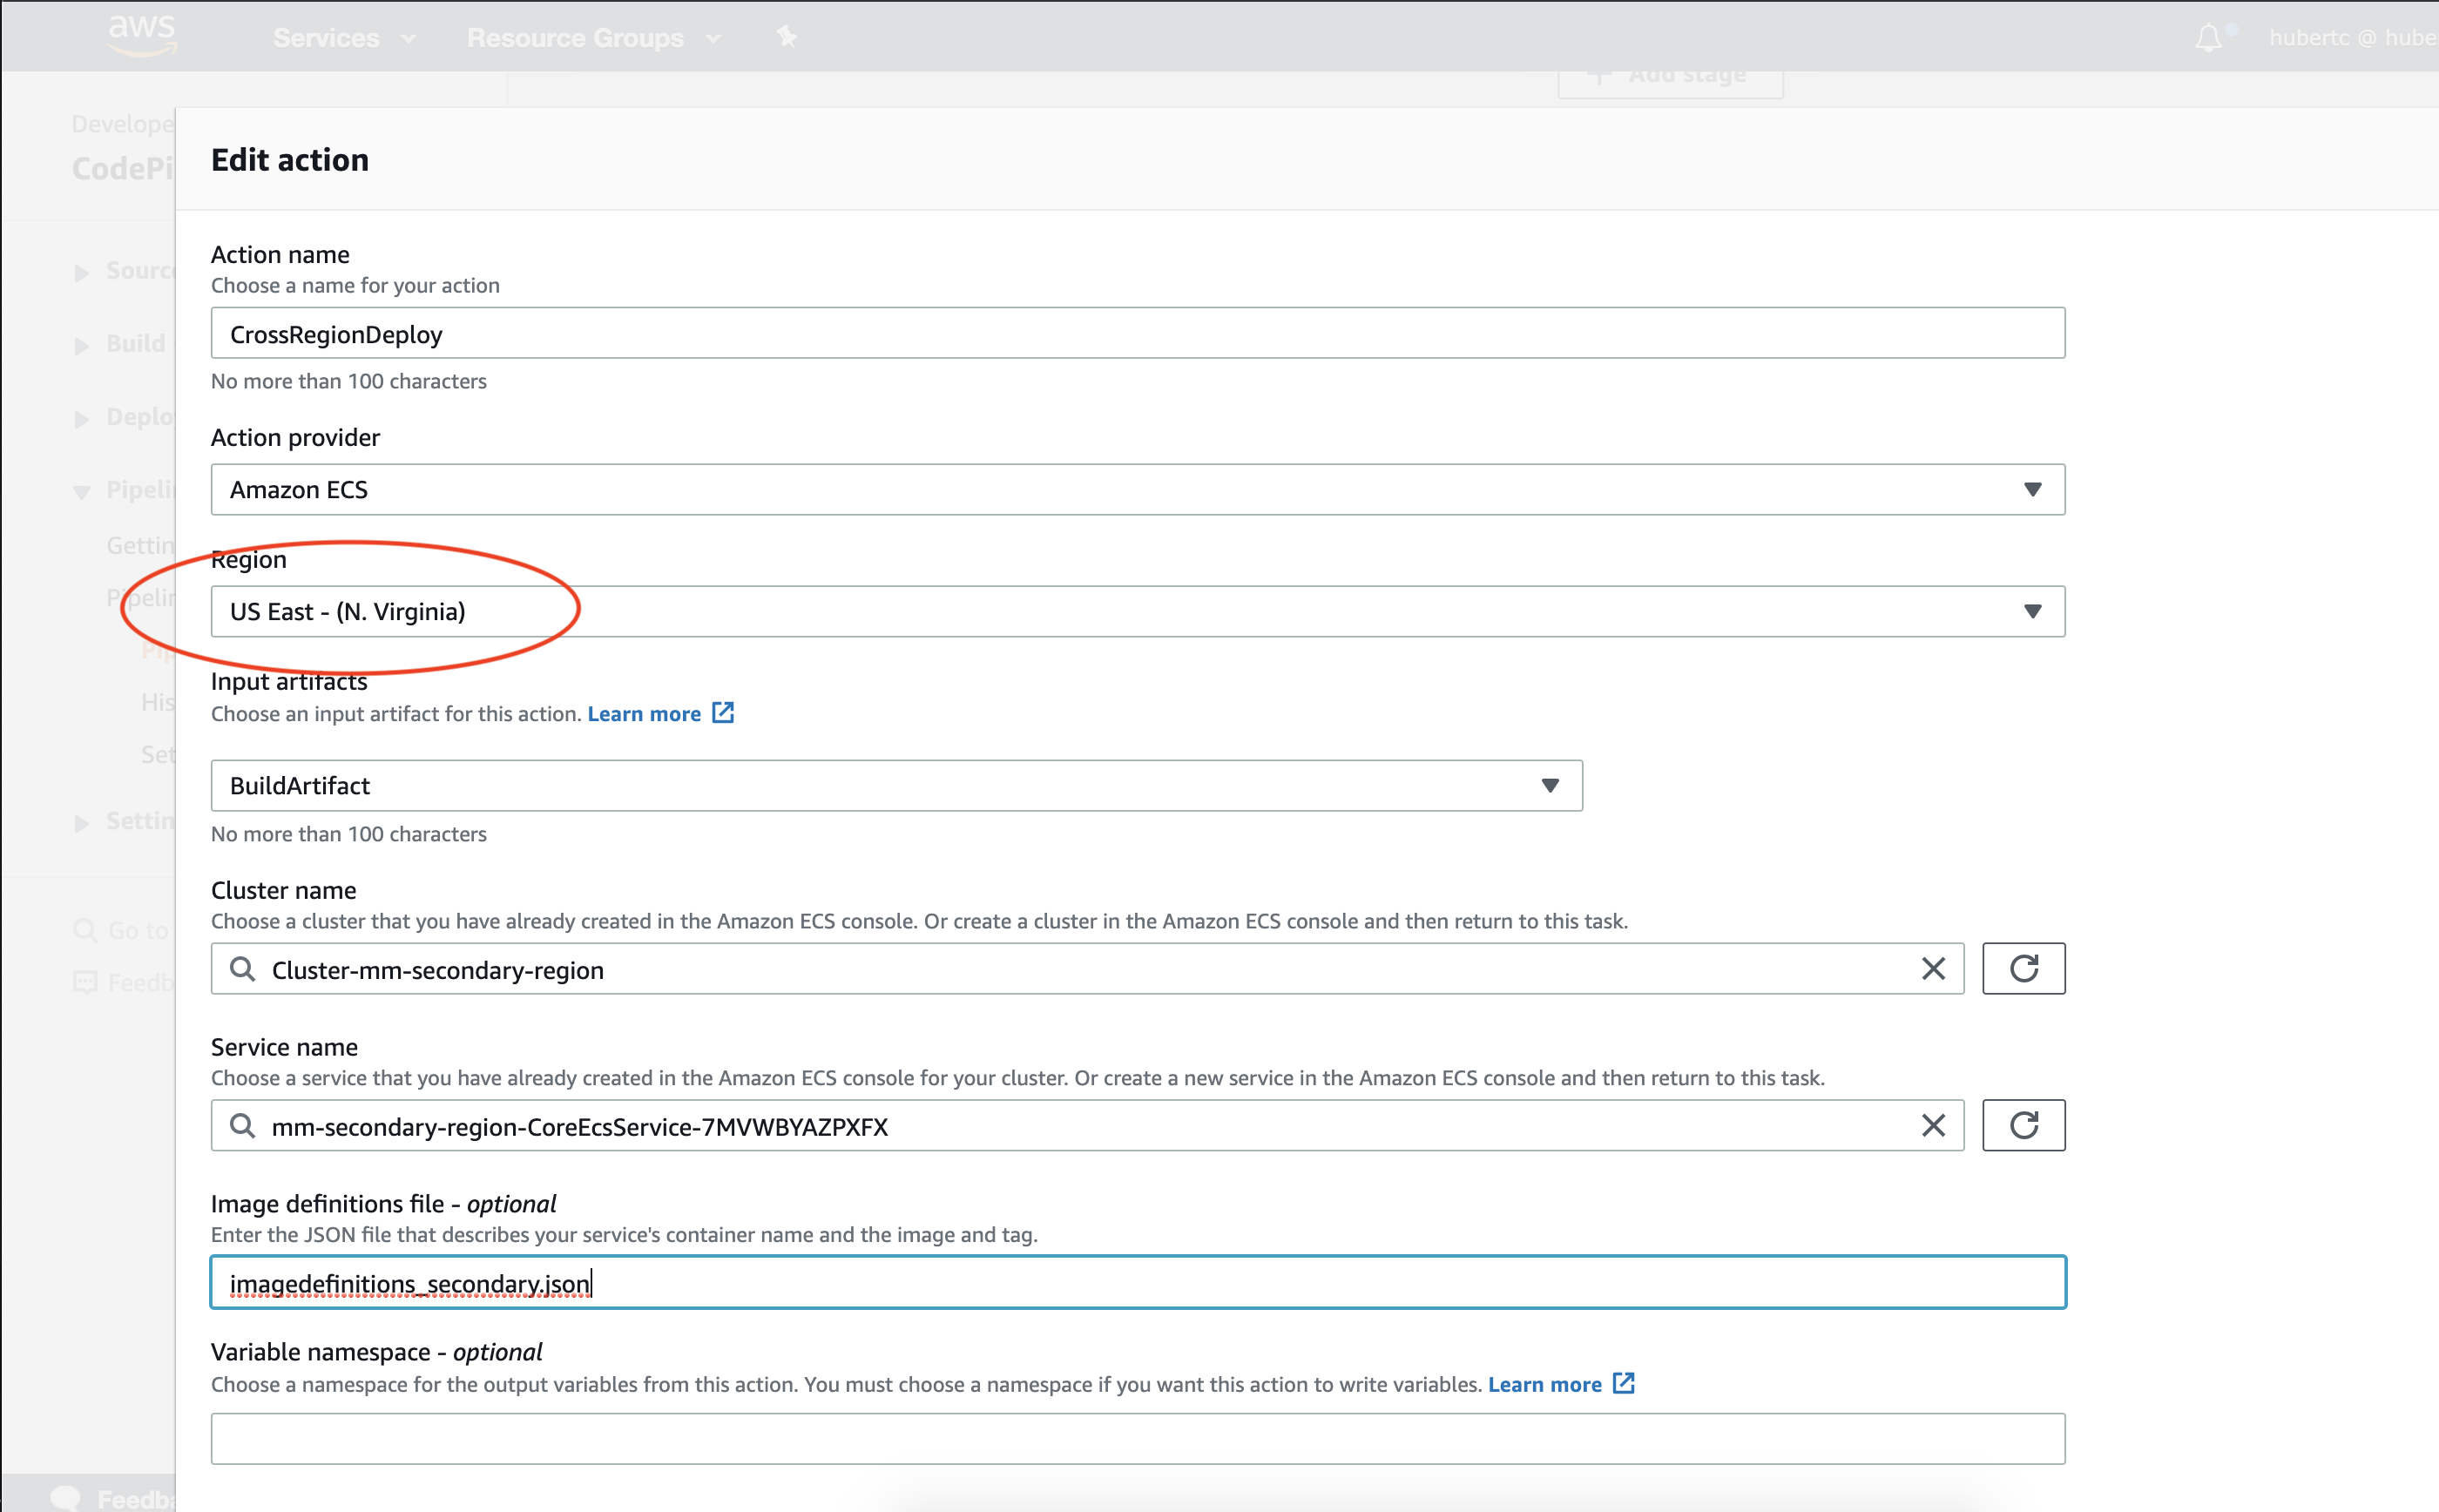 aws
Services
Resource Groups
hubertc @ hube
Add stage
Develope
CodePi
Edit action
Source
Build
Deploy
Pipelin
Gettin
Pipelin
Pip
His
Set
Settin
Go to
Feedb
Action name
Choose a name for your action
CrossRegionDeploy
No more than 100 characters
Action provider
Amazon ECS
Region
US East - (N. Virginia)
Input artifacts
Choose an input artifact for this action. Learn more
BuildArtifact
No more than 100 characters
Cluster name
Choose a cluster that you have already created in the Amazon ECS console. Or create a cluster in the Amazon ECS console and then return to this task.
Cluster-mm-secondary-region
Service name
Choose a service that you have already created in the Amazon ECS console for your cluster. Or create a new service in the Amazon ECS console and then return to this task.
mm-secondary-region-CoreEcsService-7MVWBYAZPXFX
Image definitions file - optional
Enter the JSON file that describes your service's container name and the image and tag.
imagedefinitions_secondary.json
Variable namespace - optional
Choose a namespace for the output variables from this action. You must choose a namespace if you want this action to write variables. Learn more
Feedba